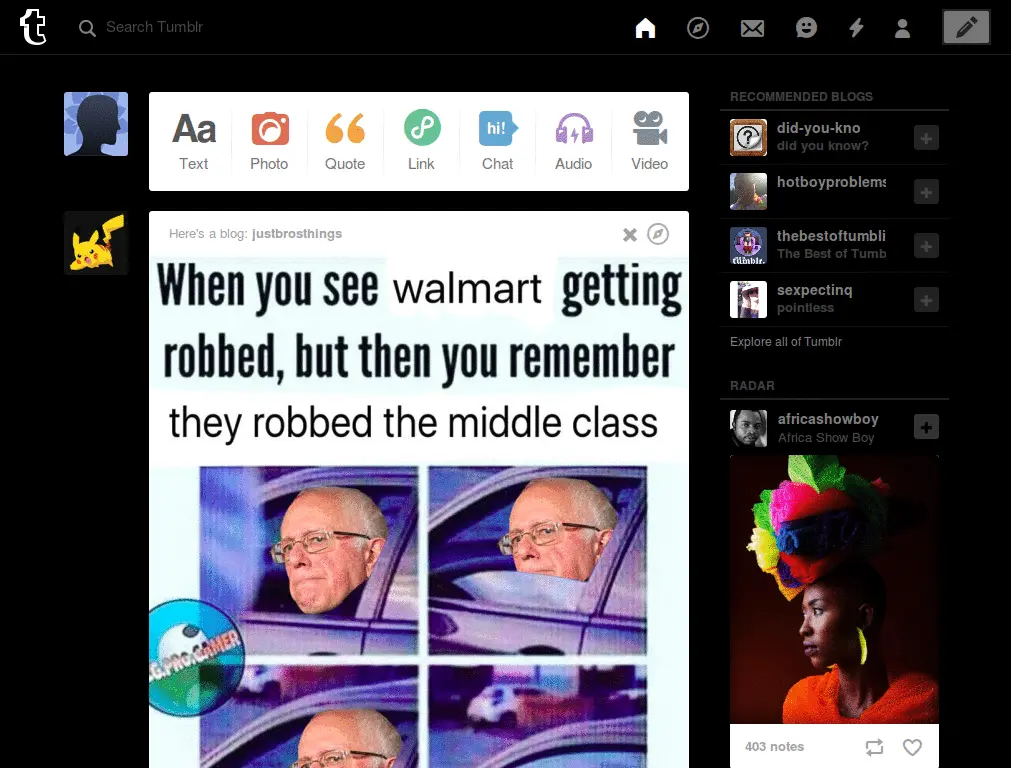 Search Tumblr
Aa
hi!
Text
Photo
Quote
Link
Chat
Audio
Video
Here's a blog: justbrosthings
When you see walmart getting
robbed, but then you remember
they robbed the middle class
G.PRO.GAMER
RECOMMENDED BLOGS
did-you-kno
did you know?
hotboyproblems
thebestoftumbli
The Best of Tumb
sexpectinq
pointless
Explore all of Tumblr
RADAR
africashowboy
Africa Show Boy
403 notes